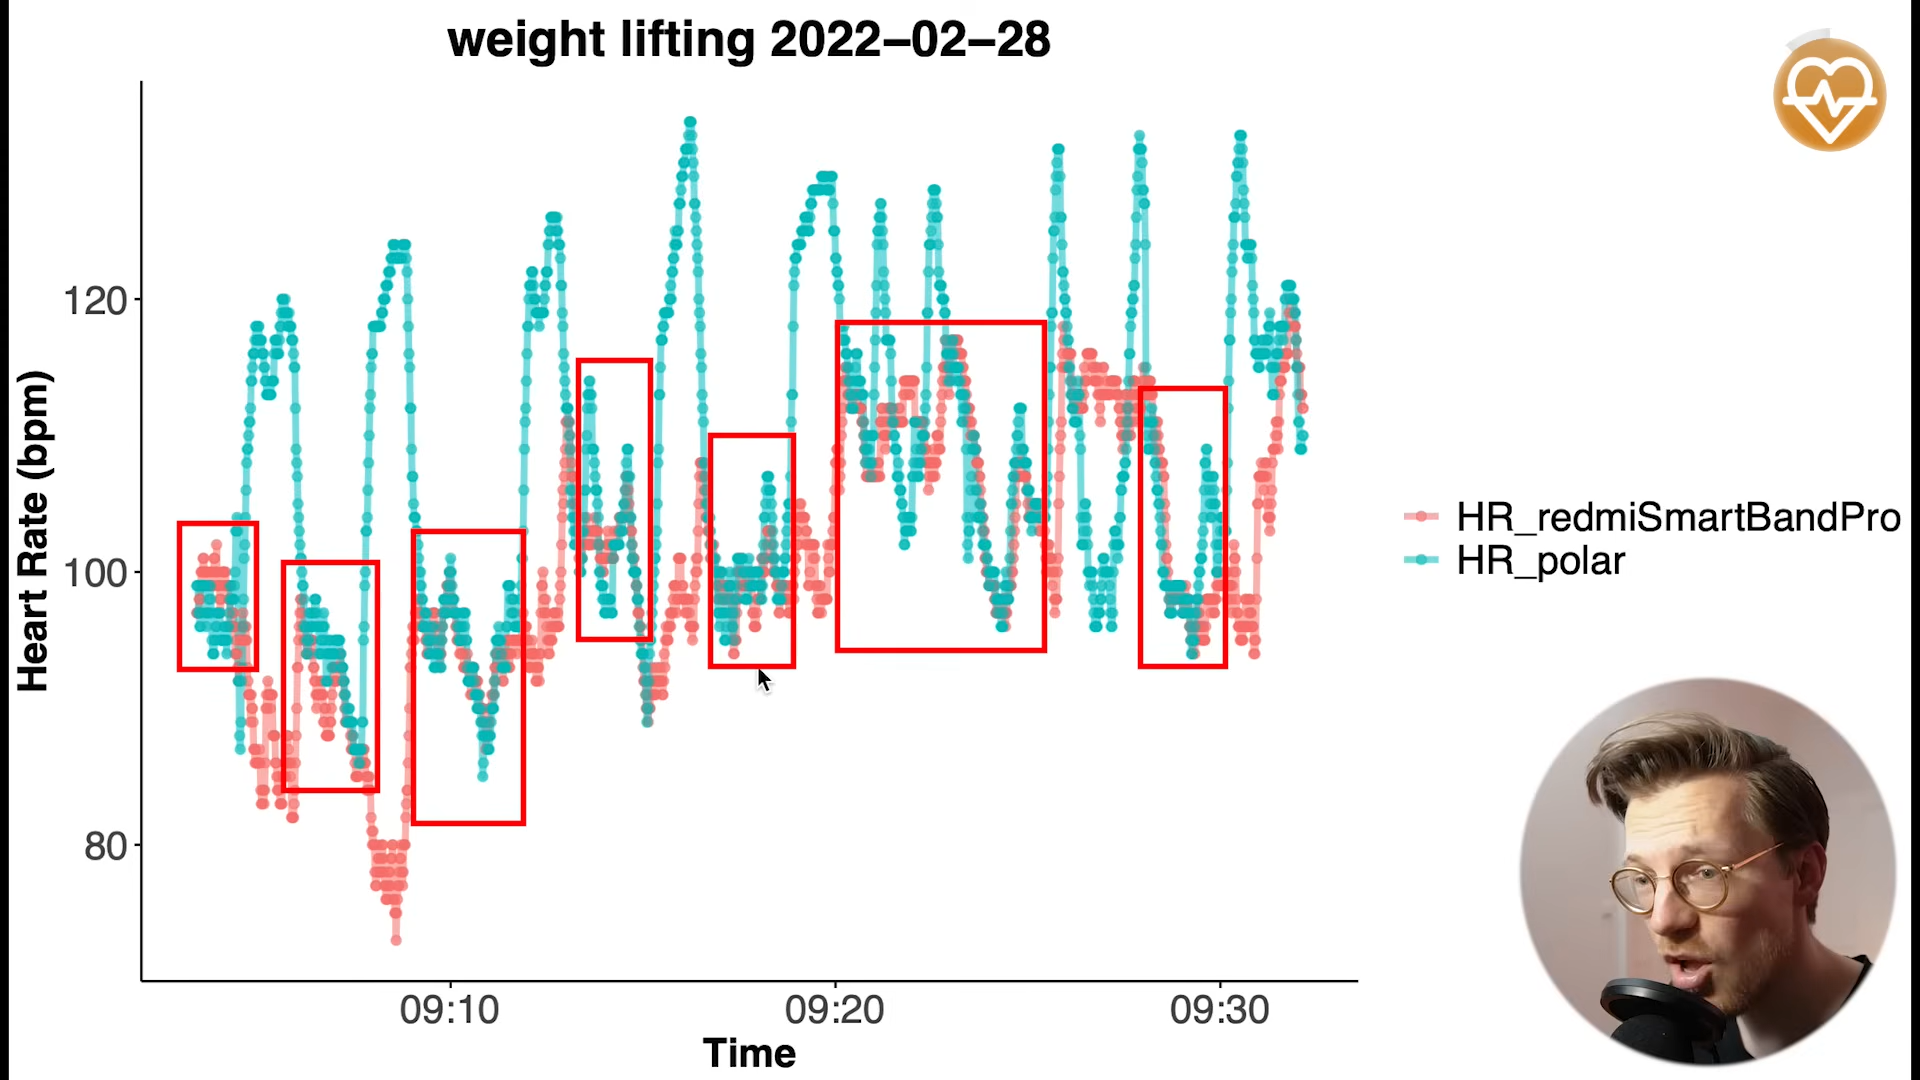 weight lifting 2022–02–28
Heart Rate (bpm)
120
100
80
09:10
09:20
09:30
Time
HR_redmiSmartBandPro
HR_polar